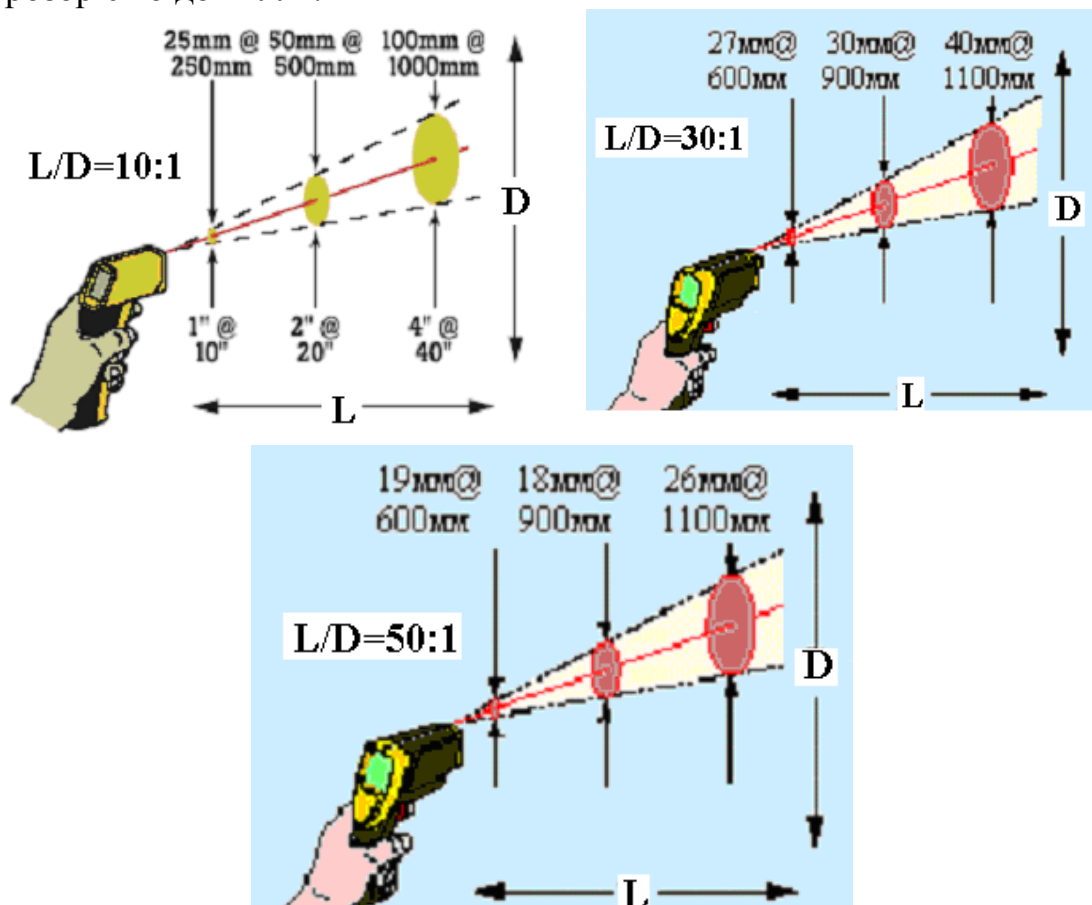 25mm @ 50mm @ 100mm @
250mm 500mm 1000mm
L/D=10:1
D
1" @ 2" @ 4" @
10" 20" 40"
L
27мм@ 30мм@ 40мм@
600мм 900мм 1100мм
L/D=30:1
D
L
19мм@ 18мм@ 26мм@
600мм 900мм 1100мм
L/D=50:1
D
L